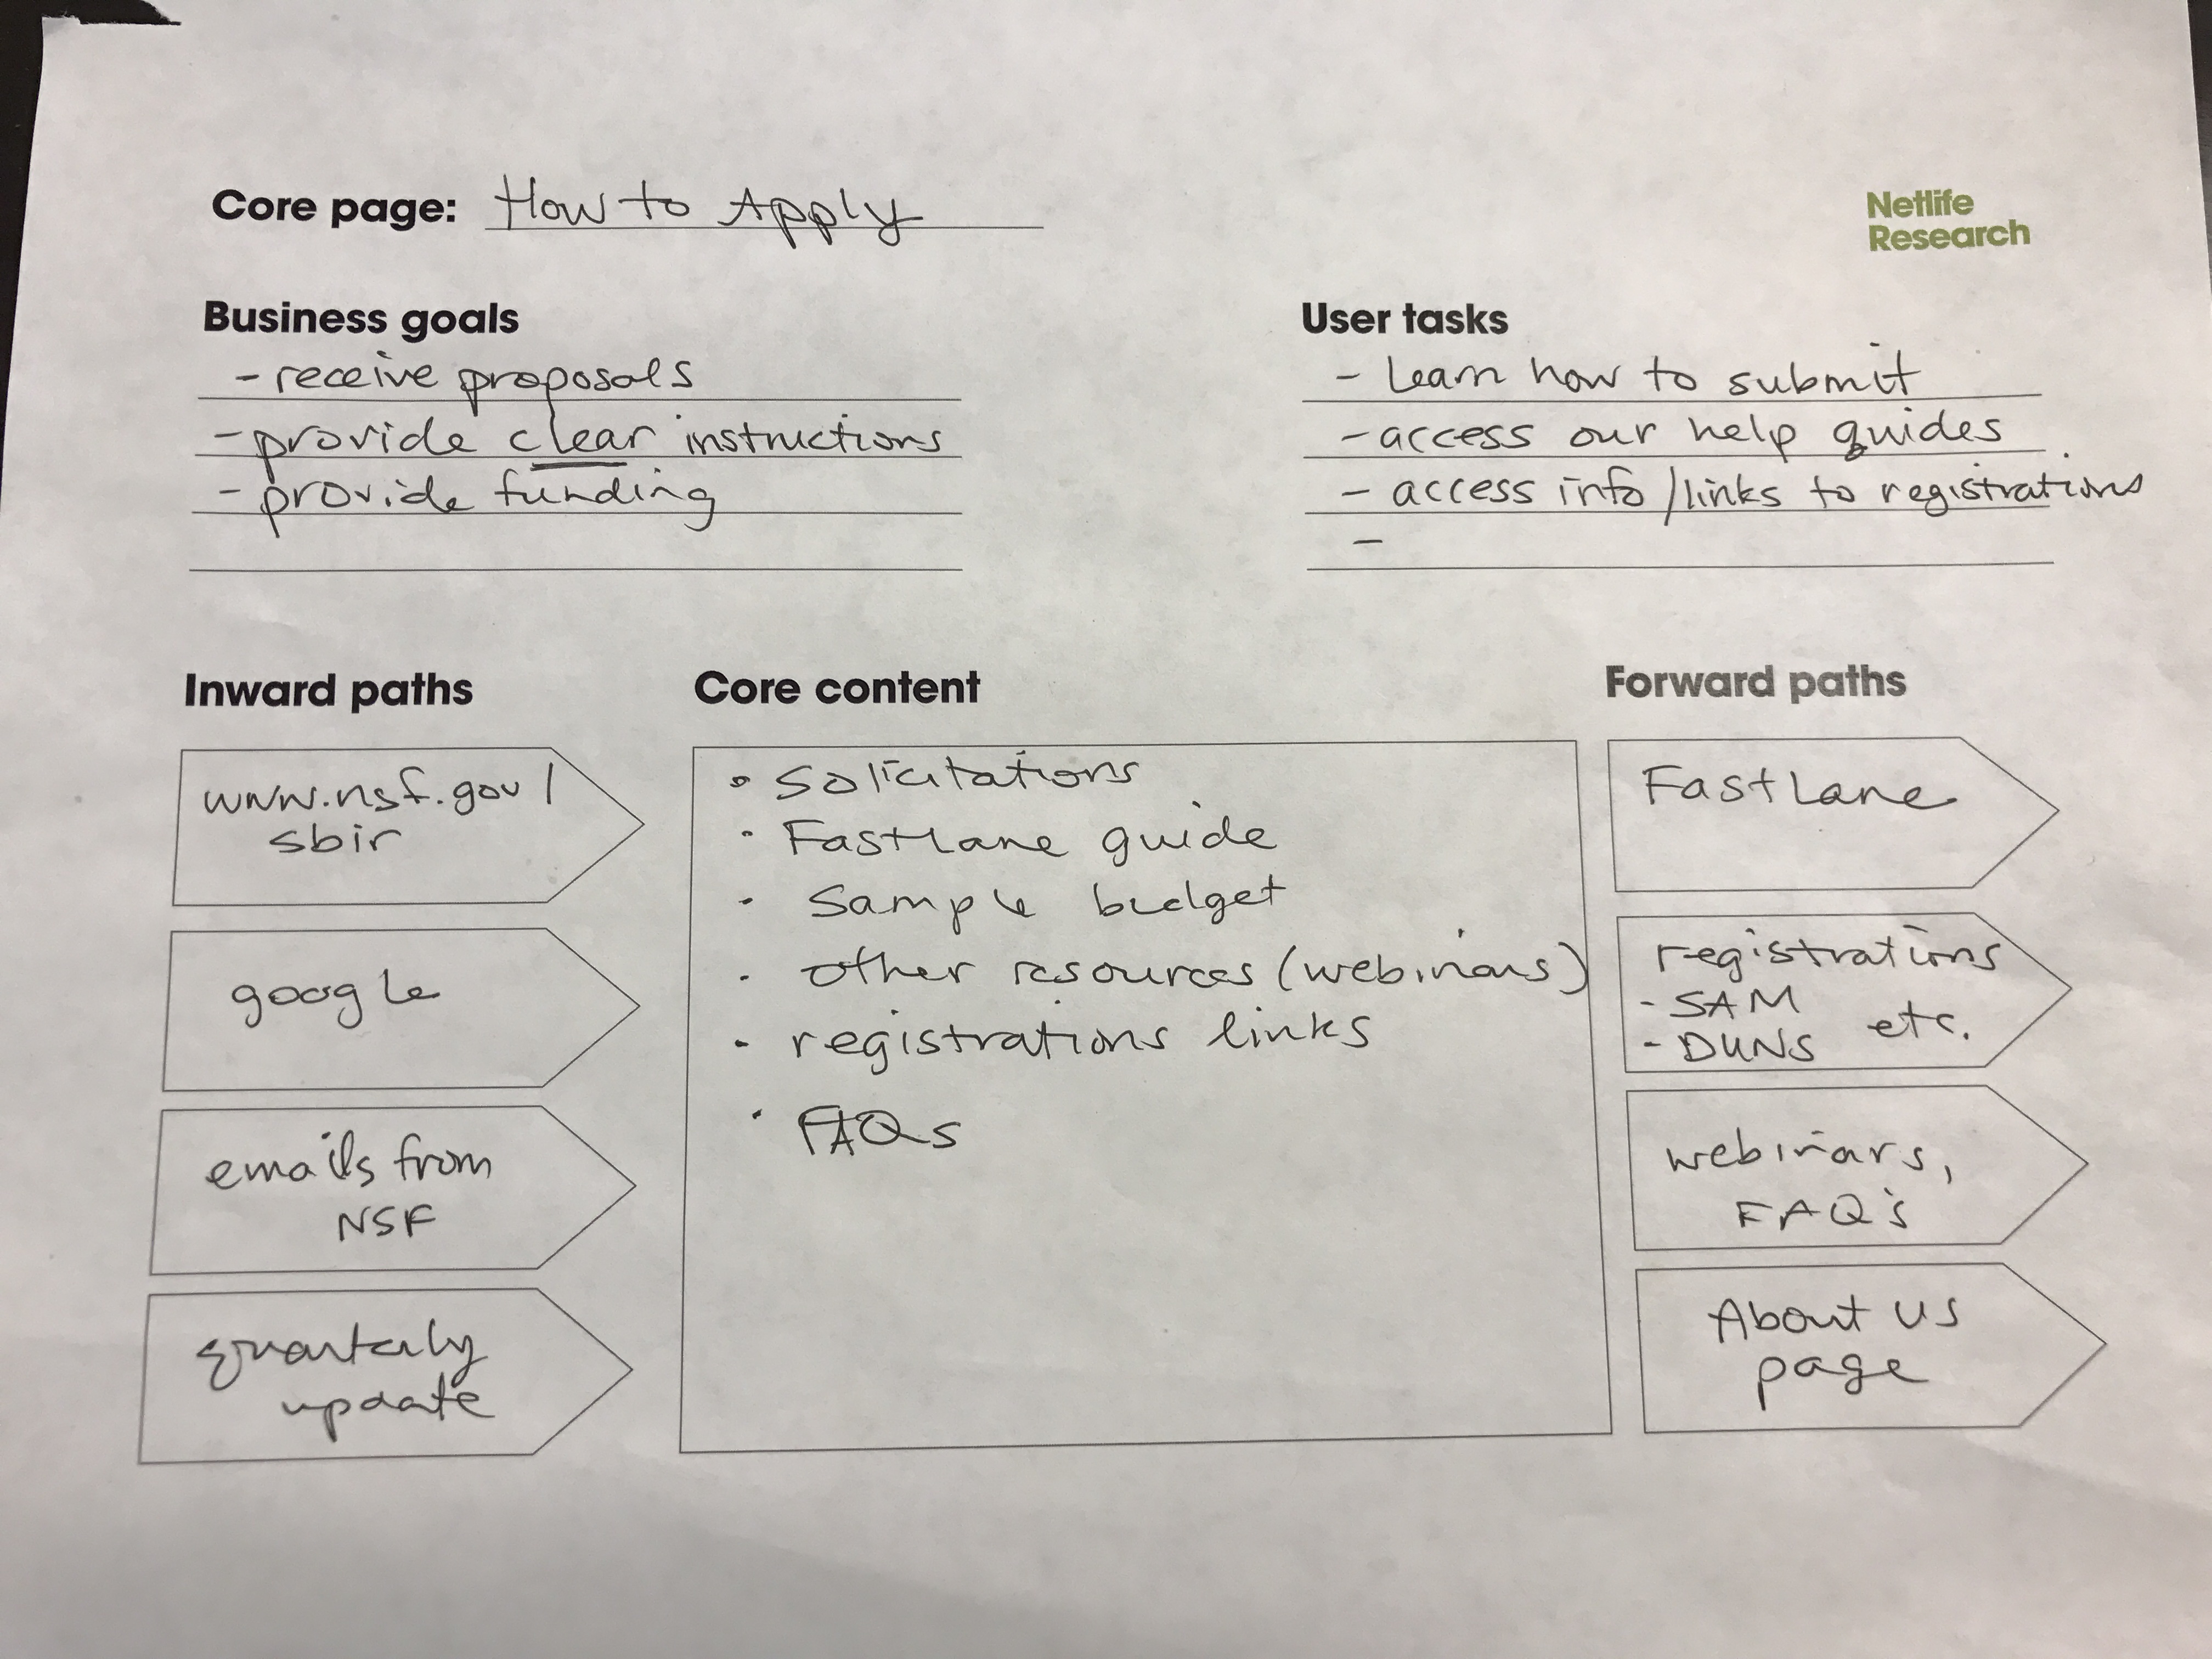 Core page: How to Apply
Netlife
Research
Business goals
- receive proposals
- provide clear instructions
- provide funding
User tasks
- Learn how to submit
- access our help guides
- access info/links to registrations
-
Inward paths
www.nsf.gov/
sbir
google
emails from
NSF
quarterly
update
Core content
• Solicitations
• Fastlane guide
• Sample budget
• other resources (webinars)
• registrations links
• FAQs
Forward paths
FastLane
registrations
- SAM
- DUNS etc.
webinars,
FAQ's
About us
page